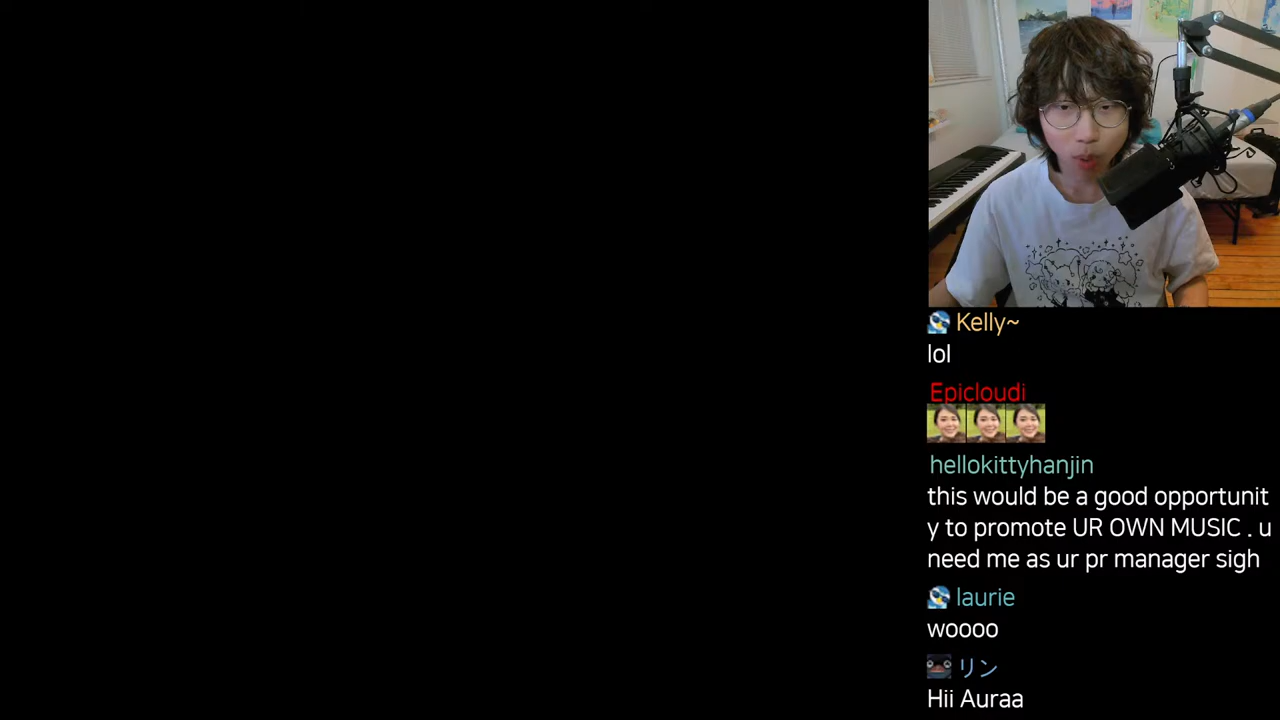 Kelly~
lol
Epicloudi
hellokittyhanjin
this would be a good opportunit
y to promote UR OWN MUSIC . u
need me as ur pr manager sigh
laurie
woooo
リン
Hii Auraa